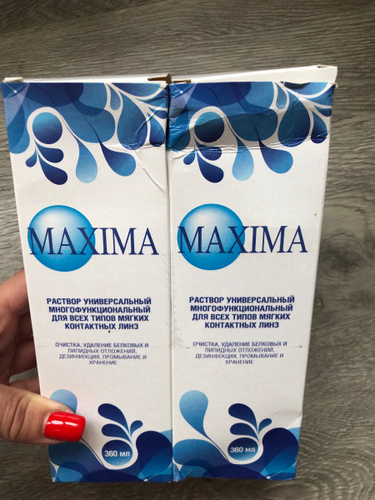 MAXIMA
РАСТВОР УНИВЕРСАЛЬНЫЙ
МНОГОФУНКЦИОНАЛЬНЫЙ
ДЛЯ ВСЕХ ТИПОВ МЯГКИХ
КОНТАКТНЫХ ЛИНЗ
ОЧИСТКА, УДАЛЕНИЕ БЕЛКОВЫХ И
ЛИПИДНЫХ ОТЛОЖЕНИЙ,
ДЕЗИНФЕКЦИЯ, ПРОМЫВАНИЕ И
ХРАНЕНИЕ
360 мл
MAXIMA
РАСТВОР УНИВЕРСАЛЬНЫЙ
МНОГОФУНКЦИОНАЛЬНЫЙ
ДЛЯ ВСЕХ ТИПОВ МЯГКИХ
КОНТАКТНЫХ ЛИНЗ
ОЧИСТКА, УДАЛЕНИЕ БЕЛКОВЫХ И
ЛИПИДНЫХ ОТЛОЖЕНИЙ,
ДЕЗИНФЕКЦИЯ, ПРОМЫВАНИЕ И
ХРАНЕНИЕ
360 мл